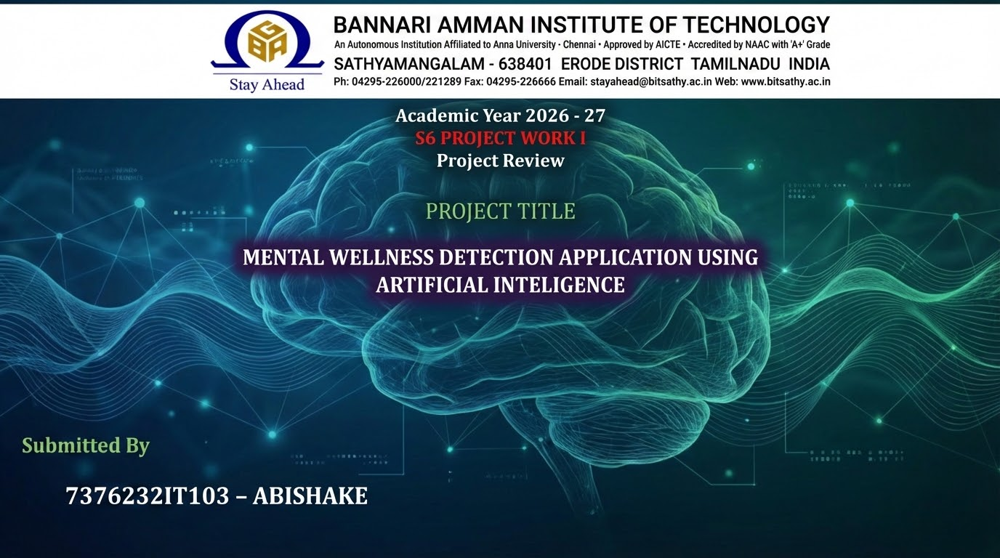 GBA
Stay Ahead
BANNARI AMMAN INSTITUTE OF TECHNOLOGY
An Autonomous Institution Affiliated to Anna University - Chennai • Approved by AICTE • Accredited by NAAC with 'A+' Grade
SATHYAMANGALAM - 638401 ERODE DISTRICT TAMILNADU INDIA
Ph: 04295-226000/221289 Fax: 04295-226666 Email: stayahead@bitsathy.ac.in Web: www.bitsathy.ac.in
Academic Year 2026 - 27
S6 PROJECT WORK I
Project Review
PROJECT TITLE
MENTAL WELLNESS DETECTION APPLICATION USING
ARTIFICIAL INTELIGENCE
Submitted By
7376232IT103 – ABISHAKE